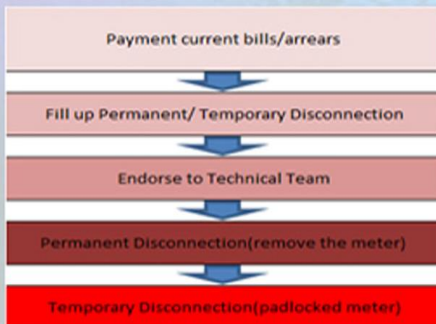 Payment current bills/arrears
Fill up Permanent/ Temporary Disconnection
Endorse to Technical Team
Permanent Disconnection(remove the meter)
Temporary Disconnection(padlocked meter)